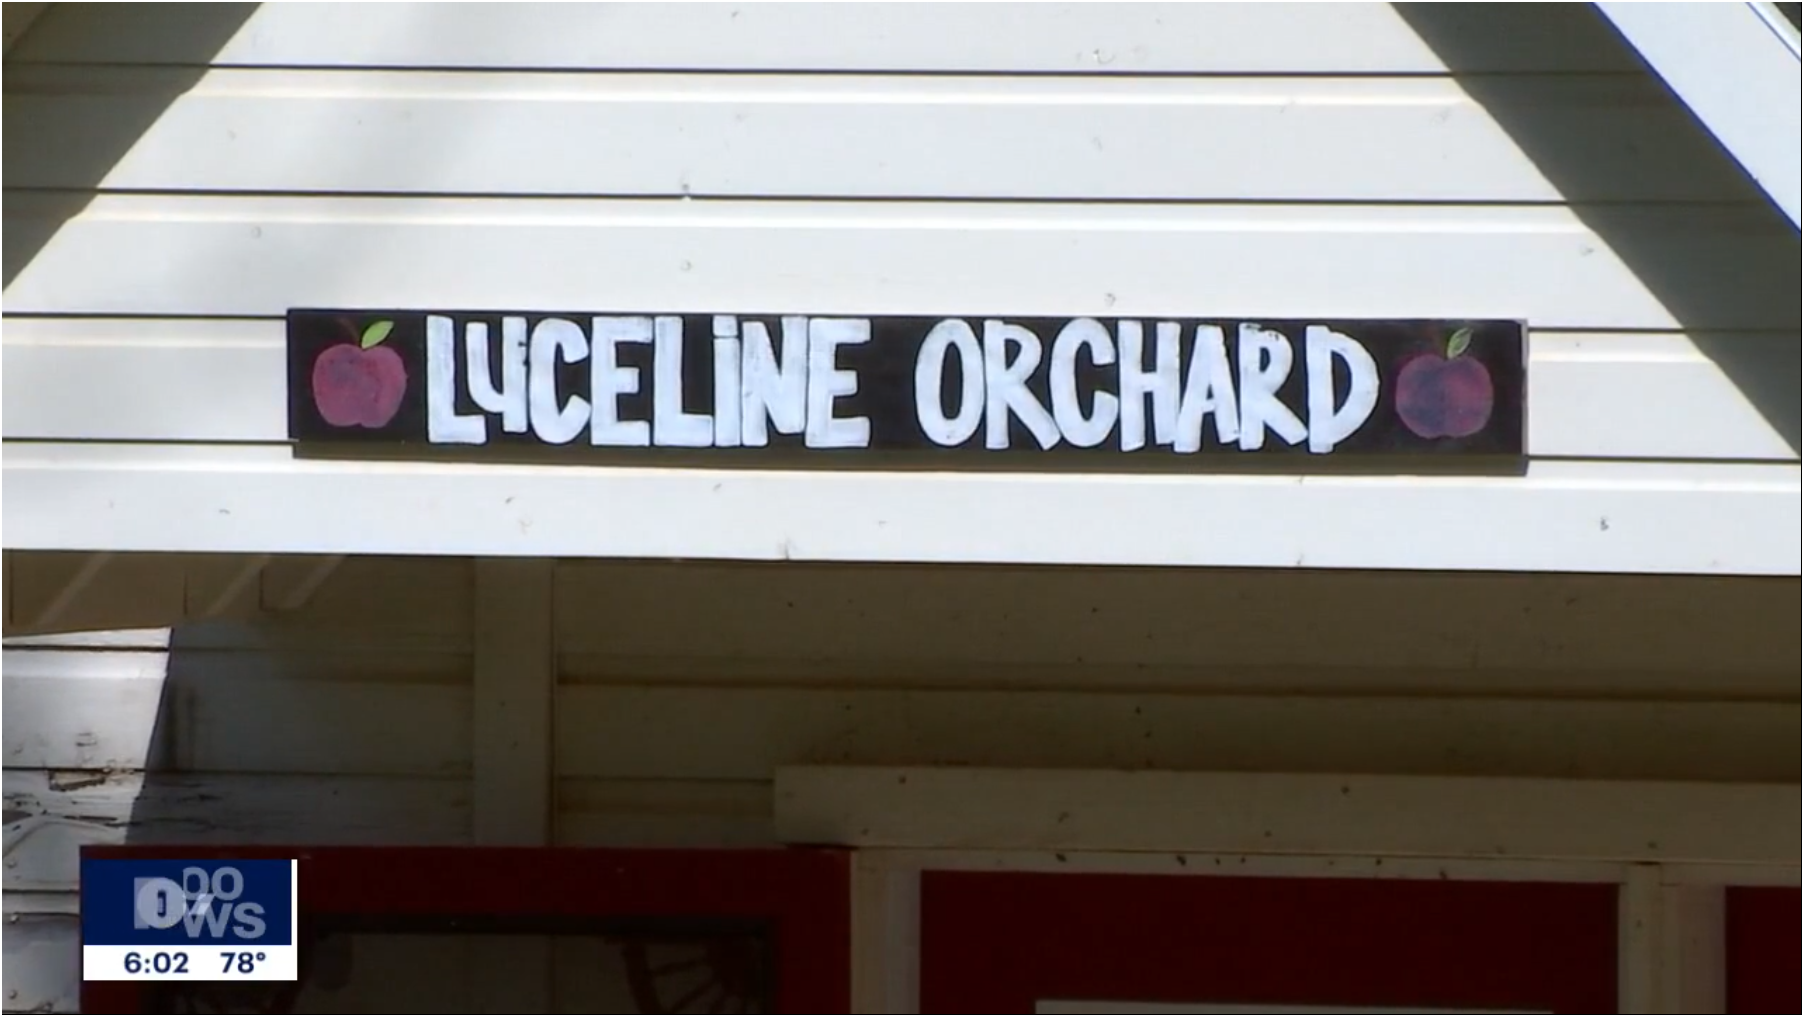 LUCELiNE ORCHARD
6:02 78°